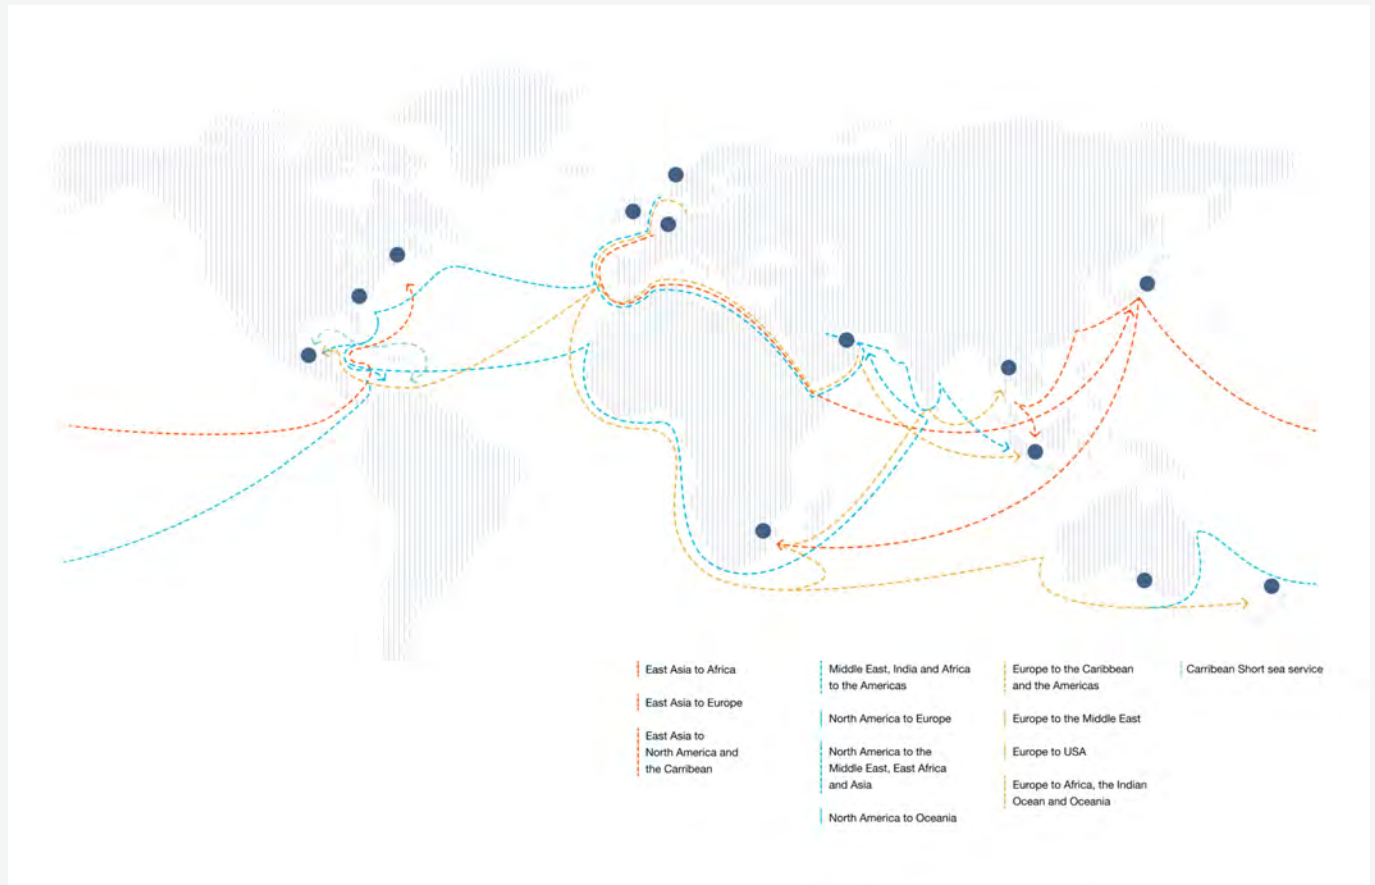 East Asia to Africa
East Asia to Europe
East Asia to
North America and
the Carribean
Middle East, India and Africa
to the Americas
North America to Europe
North America to the
Middle East, East Africa
and Asia
North America to Oceania
Europe to the Caribbean
and the Americas
Europe to the Middle East
Europe to USA
Europe to Africa, the Indian
Ocean and Oceania
Carribean Short sea service